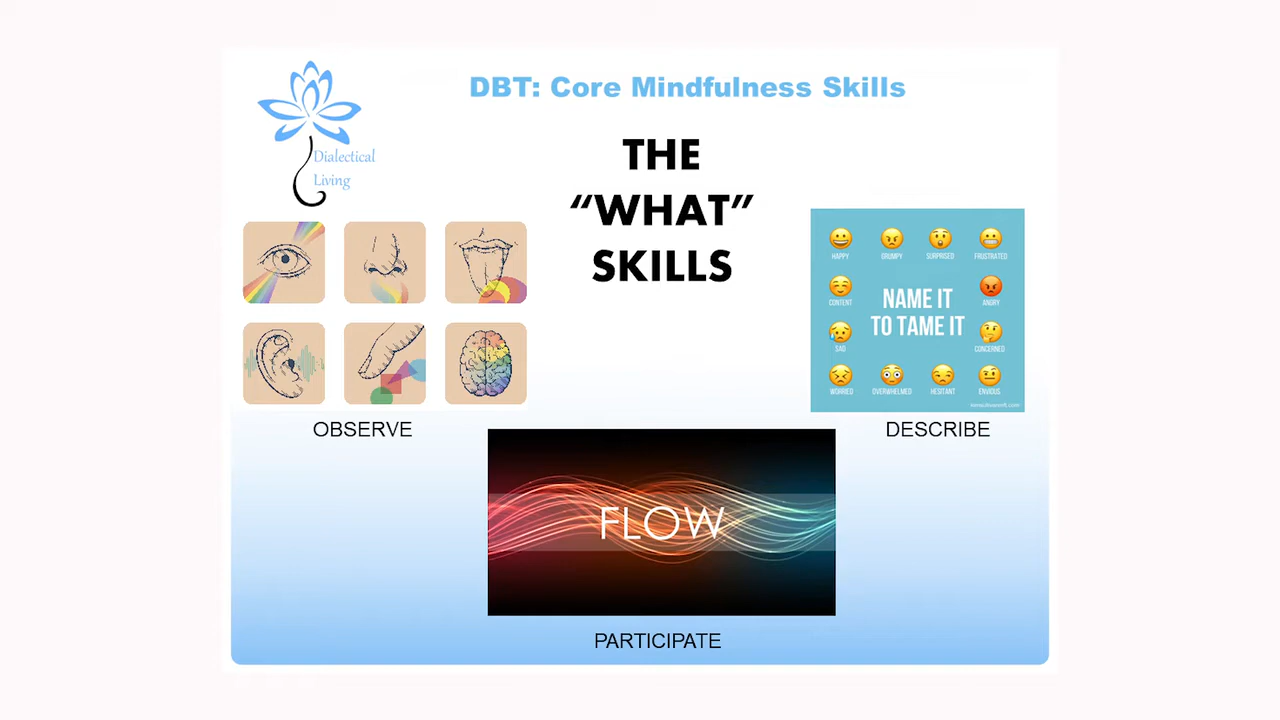 DBT: Core Mindfulness Skills
Dialectical
Living
THE
“WHAT”
SKILLS
HAPPY GRUMPY SURPRISED FRUSTRATED
CONTENT ANGRY
NAME IT
TO TAME IT
SAD CONCERNED
WORRIED OVERWHELMED HESITANT ENVIOUS
OBSERVE
DESCRIBE
FLOW
PARTICIPATE